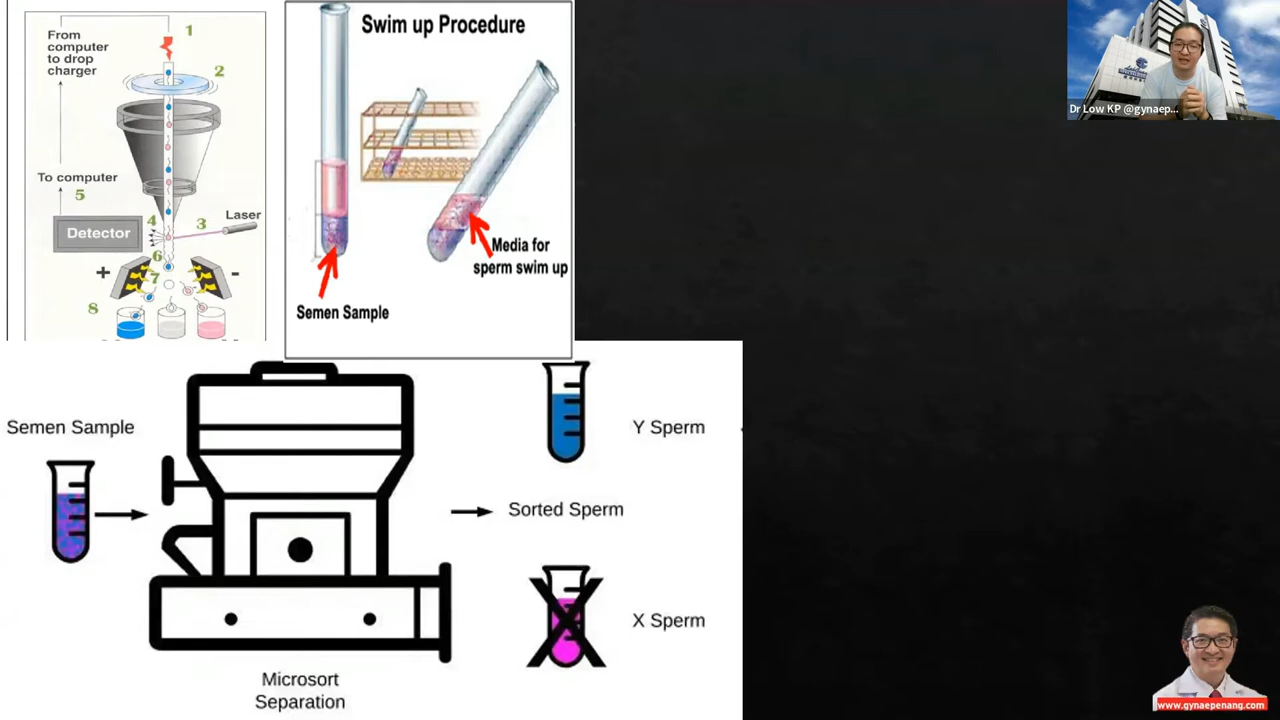 From
computer
to drop
charger
1
2
To computer
5
4
3
Laser
Detector
6
+
7
-
8
Swim up Procedure
Media for
sperm swim up
Semen Sample
Semen Sample
Y Sperm
Sorted Sperm
X Sperm
Microsort
Separation
Dr Low KP @gynaep...
www.gynaepenang.com